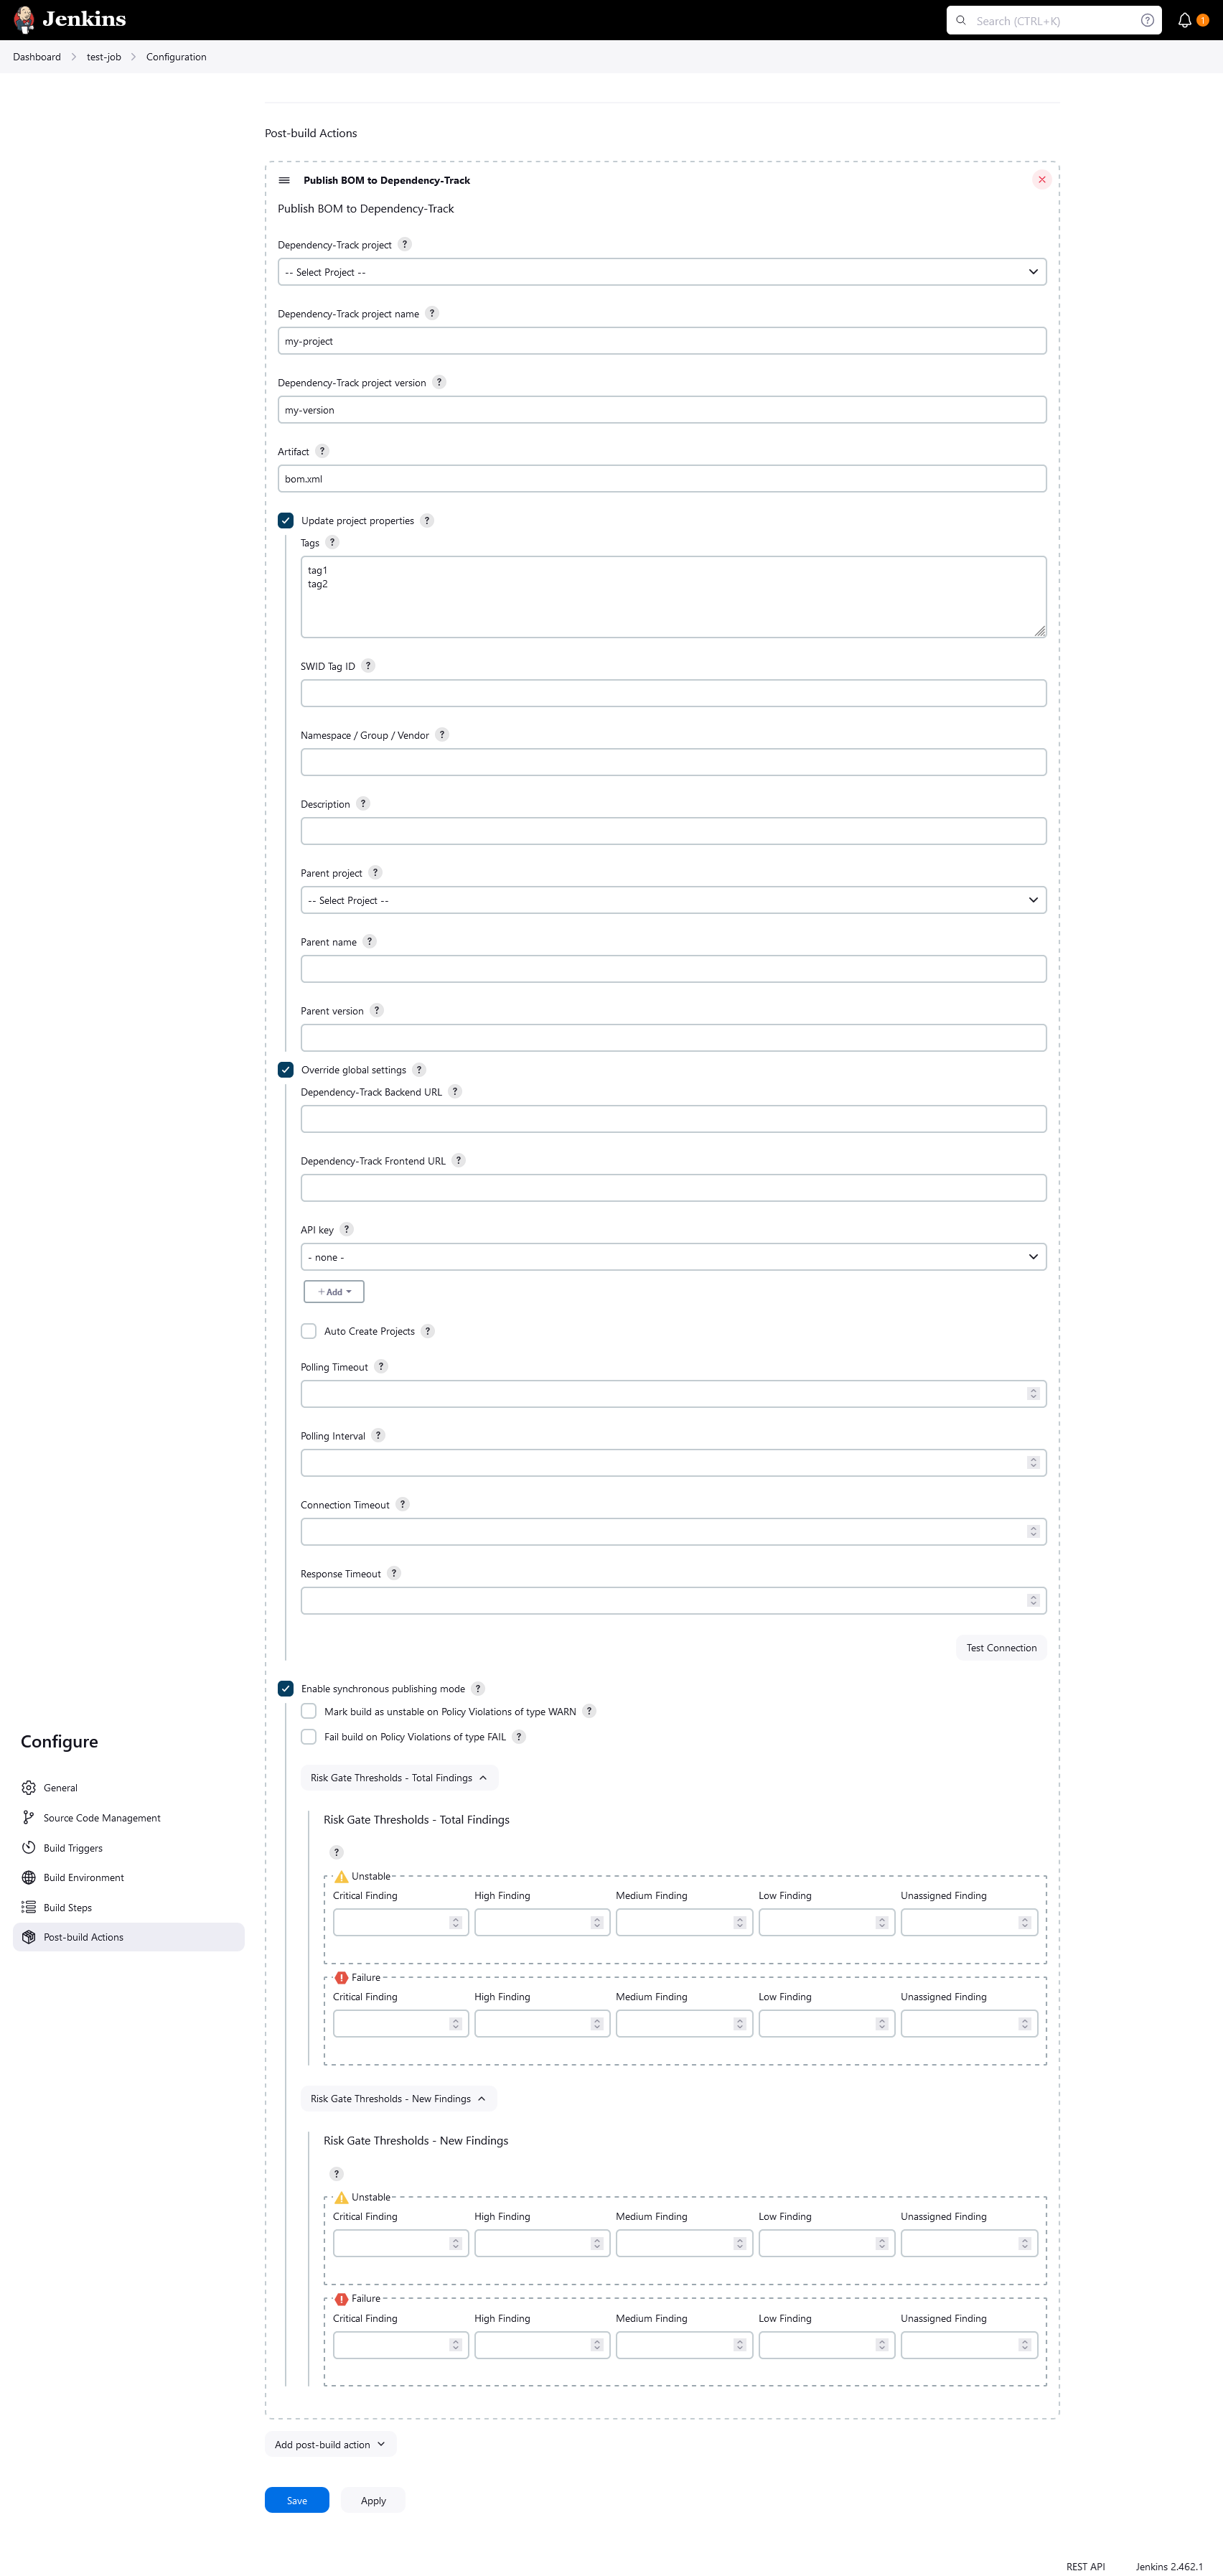 Jenkins
Search (CTRL+K)
?
1
Dashboard
test-job
Configuration
Post-build Actions
Publish BOM to Dependency-Track
Publish BOM to Dependency-Track
Dependency-Track project ?
-- Select Project --
Dependency-Track project name ?
my-project
Dependency-Track project version ?
my-version
Artifact ?
bom.xml
Update project properties ?
Tags ?
tag1
tag2
SWID Tag ID ?
Namespace / Group / Vendor ?
Description ?
Parent project ?
-- Select Project --
Parent name ?
Parent version ?
Override global settings ?
Dependency-Track Backend URL ?
Dependency-Track Frontend URL ?
API key ?
- none -
+ Add
Auto Create Projects ?
Polling Timeout ?
Polling Interval ?
Connection Timeout ?
Response Timeout ?
Test Connection
Enable synchronous publishing mode ?
Mark build as unstable on Policy Violations of type WARN ?
Fail build on Policy Violations of type FAIL ?
Risk Gate Thresholds - Total Findings
Risk Gate Thresholds - Total Findings
?
Unstable
Critical Finding High Finding Medium Finding Low Finding Unassigned Finding
Failure
Critical Finding High Finding Medium Finding Low Finding Unassigned Finding
Risk Gate Thresholds - New Findings
Risk Gate Thresholds - New Findings
?
Unstable
Critical Finding High Finding Medium Finding Low Finding Unassigned Finding
Failure
Critical Finding High Finding Medium Finding Low Finding Unassigned Finding
Configure
General
Source Code Management
Build Triggers
Build Environment
Build Steps
Post-build Actions
Add post-build action
Save
Apply
REST API
Jenkins 2.462.1